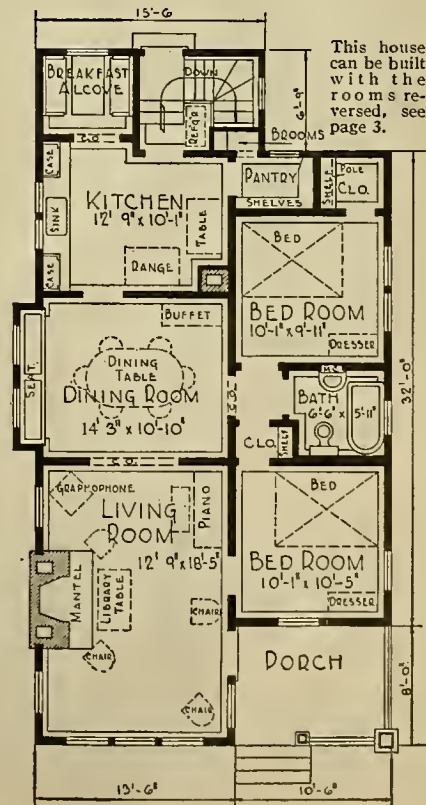 15'-6
This house
can be built
with the
rooms re-
versed, see
page 3.
BREAKFAST
ALCOVE
DOWN
REFGR
6'-9"
C.O.
BROOMS
CASE
KITCHEN
12' 9" x 10'-1"
SINK
TABLE
CASE
RANGE
PANTRY
SHELVES
SHELF
POLE
CLO.
BED
BED ROOM
10'-1" x 9'-11"
DRESSER
32'-0"
BUFFET
DINING
TABLE
DINING ROOM
14' 3" x 10'-10"
SEAT.
C.O.
M.C.
BATH
6'-6" x 5'-11"
CLO.
SHELF
C.O.
GRAPHOPHONE
LIVING
ROOM
12' 9" x 18'-5"
PIANO
MANTEL
LIBRARY
TABLE
CHAIR
CHAIR
CHAIR
BED
BED ROOM
10'-1" x 10'-5"
DRESSER
PORCH
8'-0"
13'-6"
10'-6"